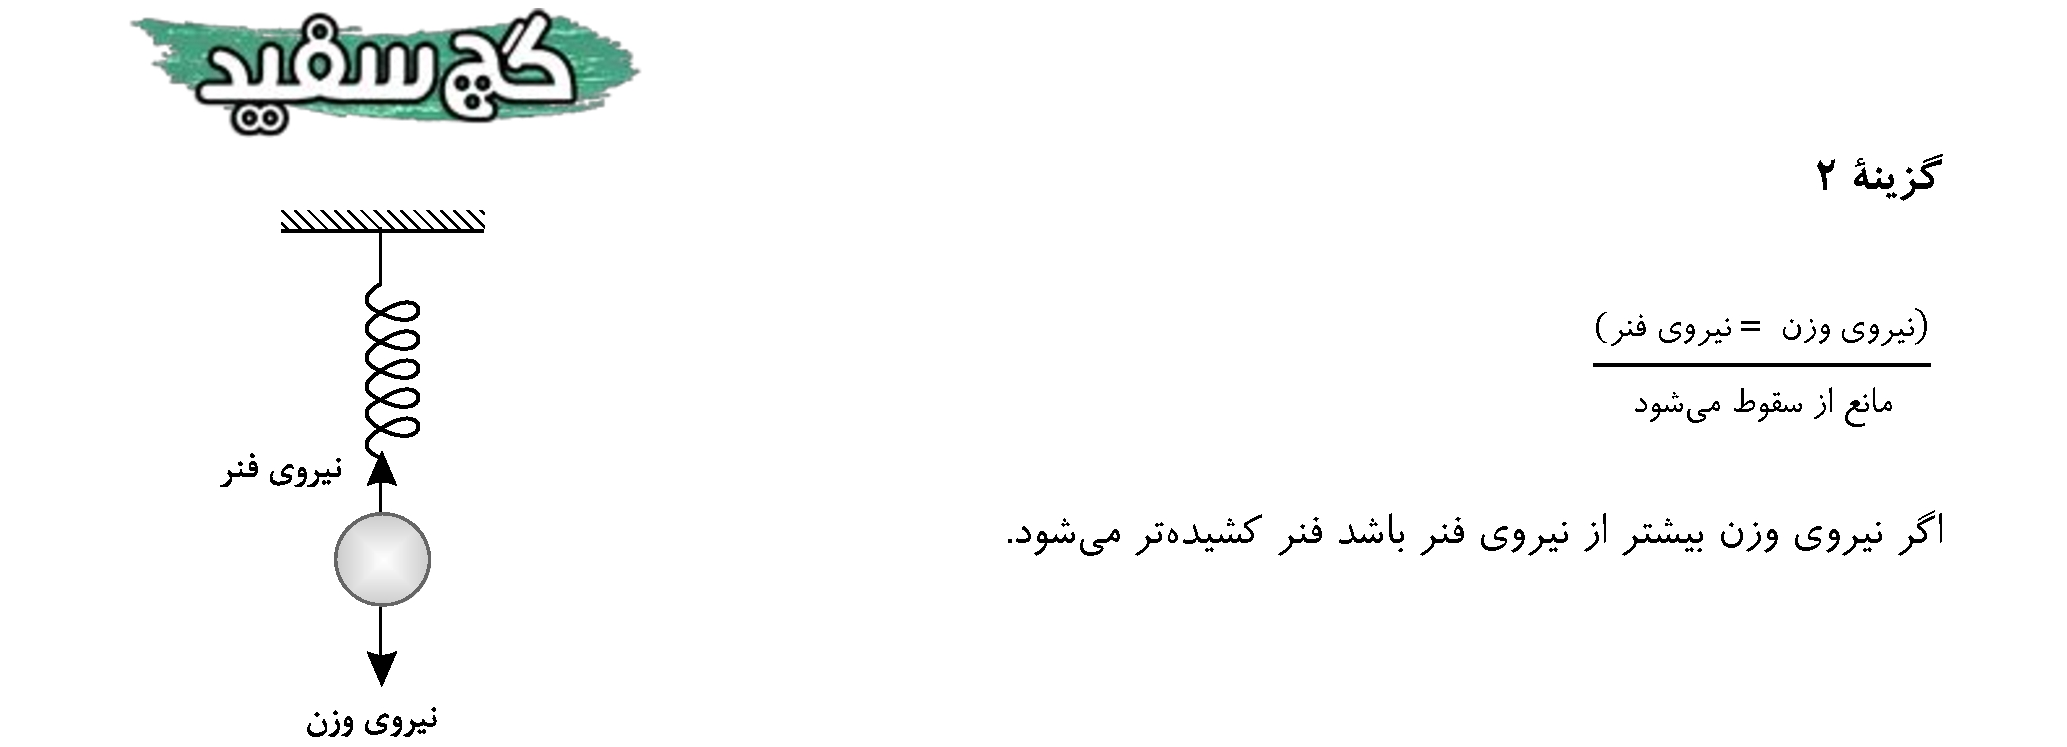 گچ سفید
گزینهٔ ۲
(نیروی وزن = نیروی فنر)
مانع از سقوط می‌شود
اگر نیروی وزن بیشتر از نیروی فنر باشد فنر کشیده‌تر می‌شود.
نیروی فنر
نیروی وزن